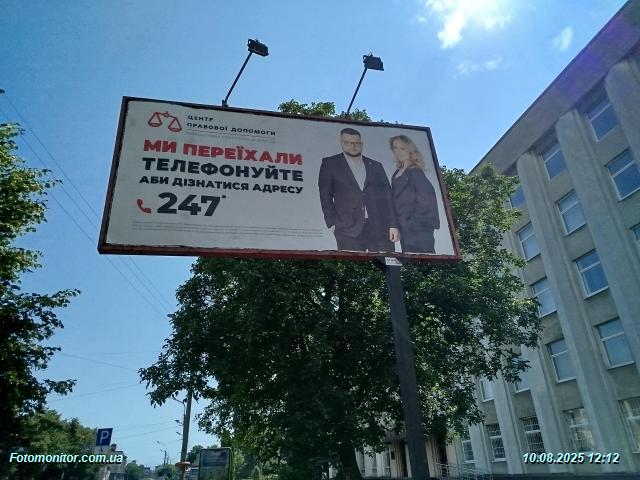 ЦЕНТР
ПРАВОВОЇ ДОПОМОГИ
МИ ПЕРЕЇХАЛИ
ТЕЛЕФОНУЙТЕ
АБИ ДІЗНАТИСЯ АДРЕСУ
247*
P
Fotomonitor.com.ua
10.08.2025 12:12